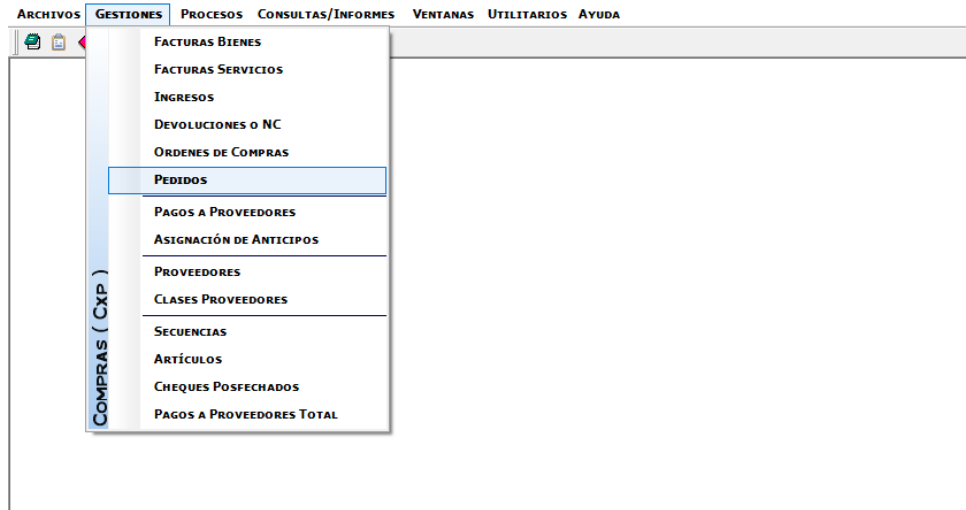 ARCHIVOS GESTIONES PROCESOS CONSULTAS/INFORMES VENTANAS UTILITARIOS AYUDA
FACTURAS BIENES
FACTURAS SERVICIOS
INGRESOS
DEVOLUCIONES O NC
ORDENES DE COMPRAS
PEDIDOS
PAGOS A PROVEEDORES
ASIGNACIÓN DE ANTICIPOS
PROVEEDORES
CLASES PROVEEDORES
SECUENCIAS
ARTÍCULOS
CHEQUES POSFECHADOS
PAGOS A PROVEEDORES TOTAL
COMPRAS ( CXP )